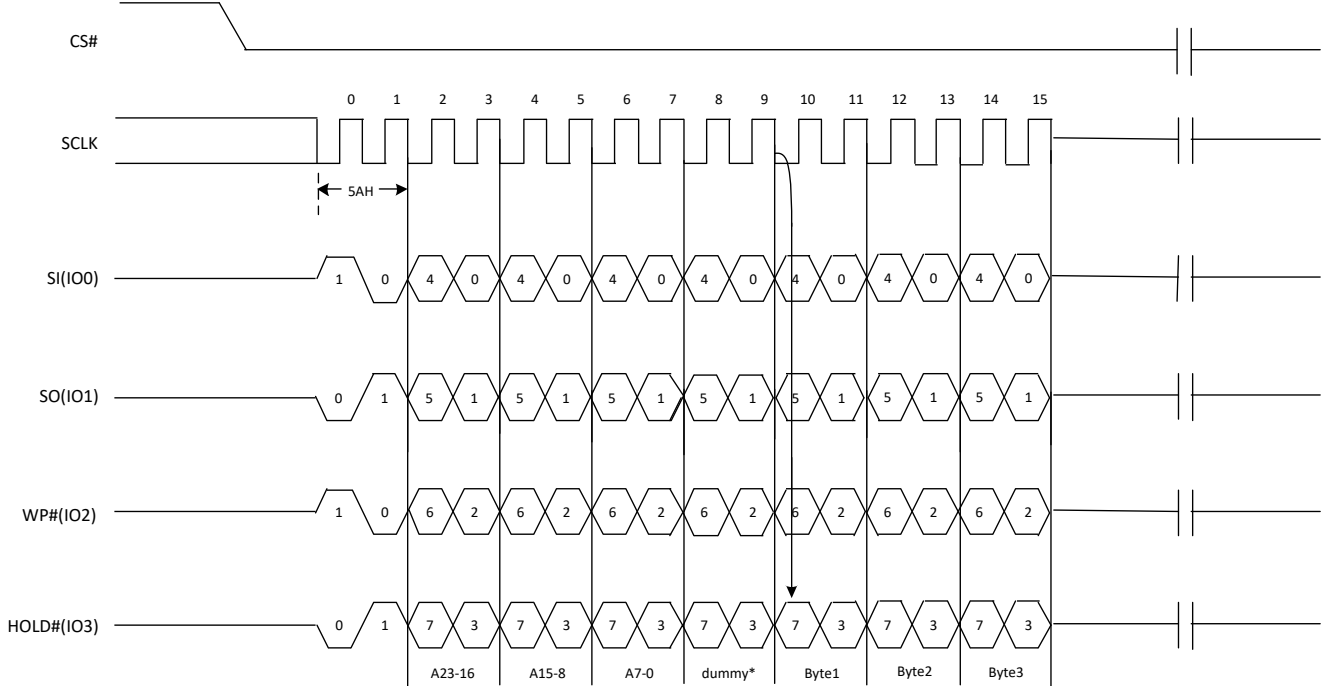 CS#
0 1 2 3 4 5 6 7 8 9 10 11 12 13 14 15
SCLK
5AH
SI(IO0) 1 0 4 0 4 0 4 0 4 0 4 0 4 0 4 0
SO(IO1) 0 1 5 1 5 1 5 1 5 1 5 1 5 1 5 1
WP#(IO2) 1 0 6 2 6 2 6 2 6 2 6 2 6 2 6 2
HOLD#(IO3) 0 1 7 3 7 3 7 3 7 3 7 3 7 3 7 3
A23-16 A15-8 A7-0 dummy* Byte1 Byte2 Byte3